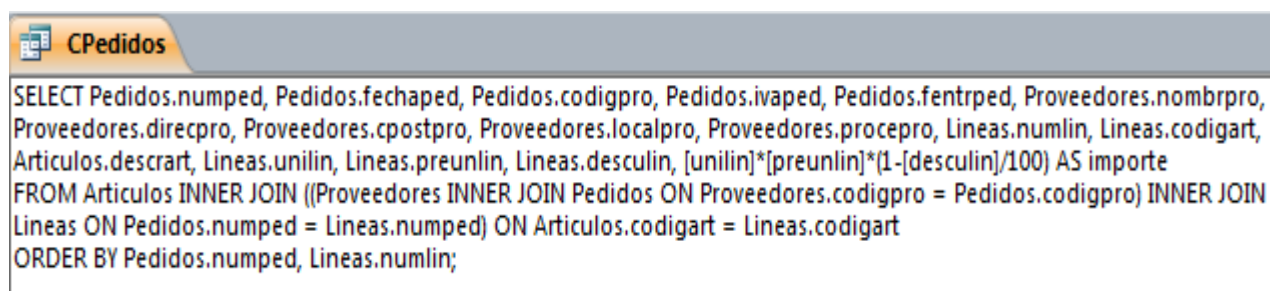 CPedidos
SELECT Pedidos.numped, Pedidos.fechaped, Pedidos.codigpro, Pedidos.ivaped, Pedidos.fentrped, Proveedores.nombrpro,
Proveedores.direcpro, Proveedores.cpostpro, Proveedores.localpro, Proveedores.procepro, Lineas.numlin, Lineas.codigart,
Articulos.descrart, Lineas.unilin, Lineas.preunlin, Lineas.desculin, [unilin]*[preunlin]*(1-[desculin]/100) AS importe
FROM Articulos INNER JOIN ((Proveedores INNER JOIN Pedidos ON Proveedores.codigpro = Pedidos.codigpro) INNER JOIN
Lineas ON Pedidos.numped = Lineas.numped) ON Articulos.codigart = Lineas.codigart
ORDER BY Pedidos.numped, Lineas.numlin;